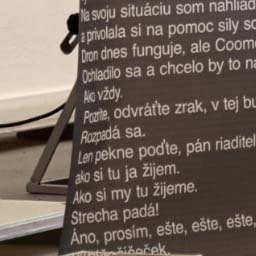 Na svoju situáciu som nahliad
a privolala si na pomoc sily so
Dron dnes funguje, ale Coom
Ochladilo sa a chcelo by to na
Ako vždy.
Pozrite, odvráťte zrak, v tej bu
Rozpadá sa.
Len pekne poďte, pán riaditeľ
ako si tu ja žijem.
Ako si my tu žijeme.
Strecha padá!
Áno, prosím, ešte, ešte, ešte,